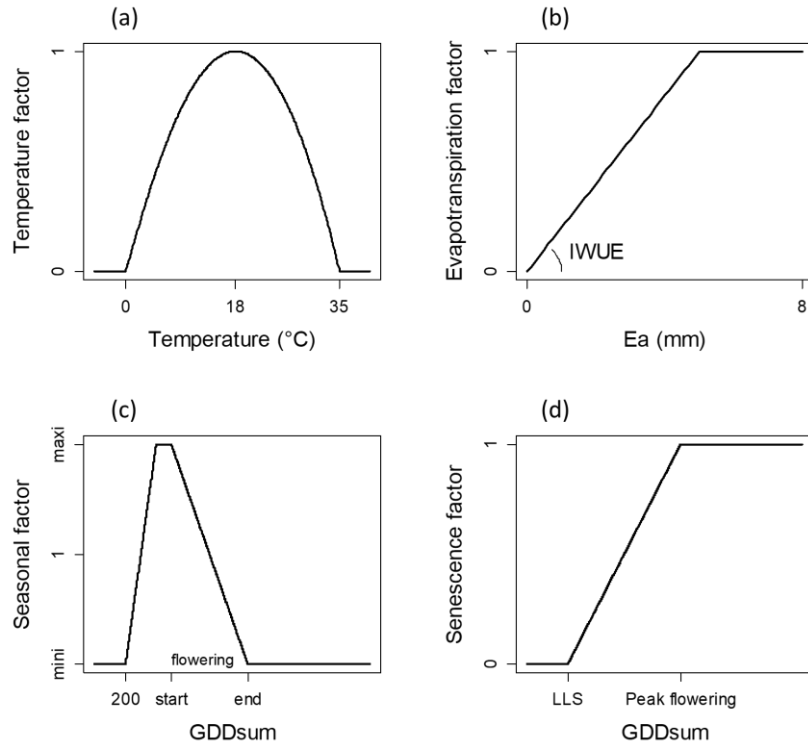 (a)
Temperature factor
1
0
0
18
35
Temperature (°C)
(b)
Evapotranspiration factor
1
0
IWUE
0
8
Ea (mm)
(c)
Seasonal factor
maxi
1
mini
flowering
200
start
end
GDDsum
(d)
Senescence factor
1
0
LLS
Peak flowering
GDDsum